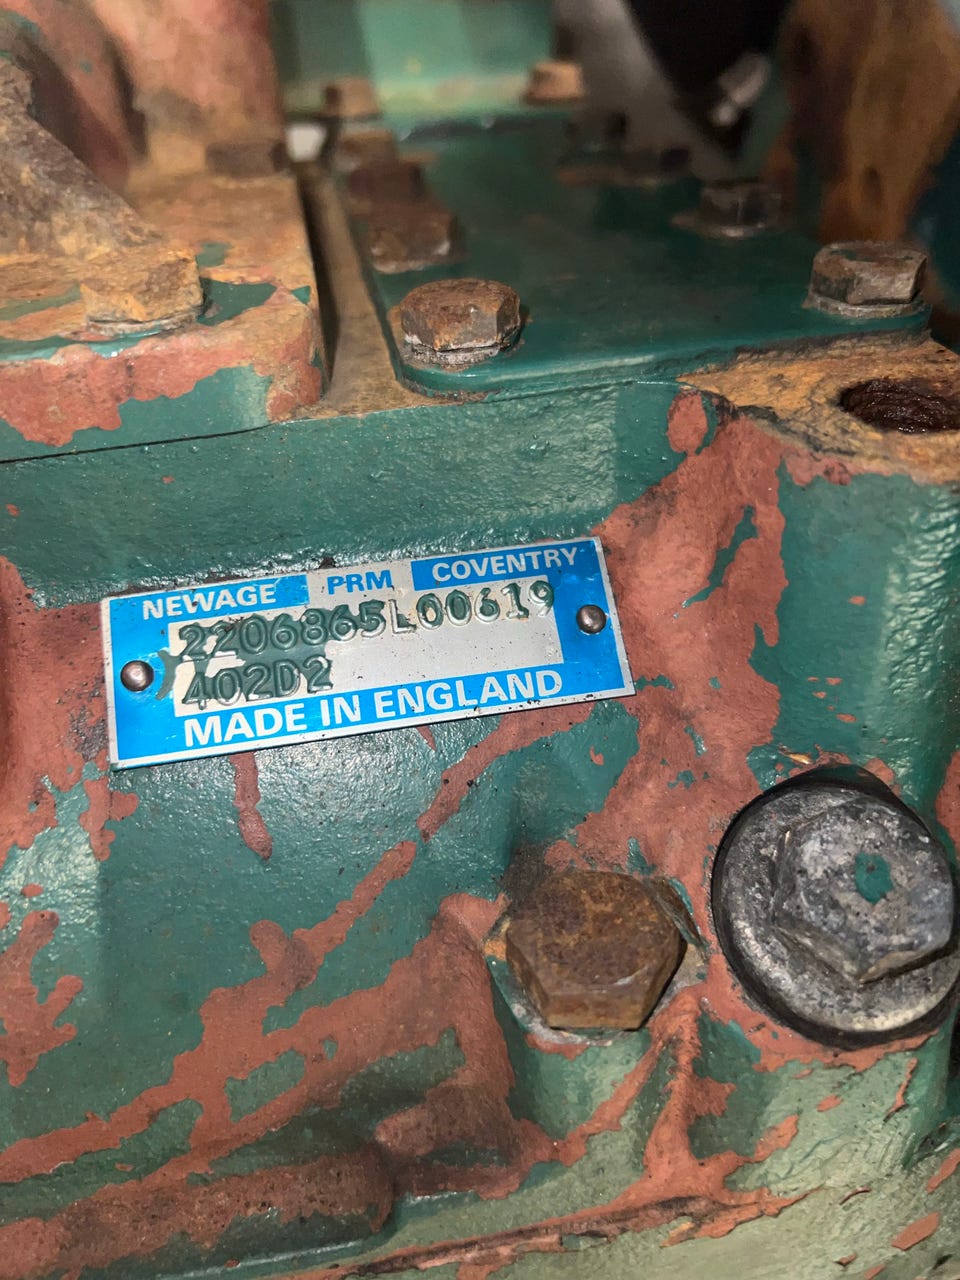 NEWAGE PRM COVENTRY
2206865L00619
402D2
MADE IN ENGLAND